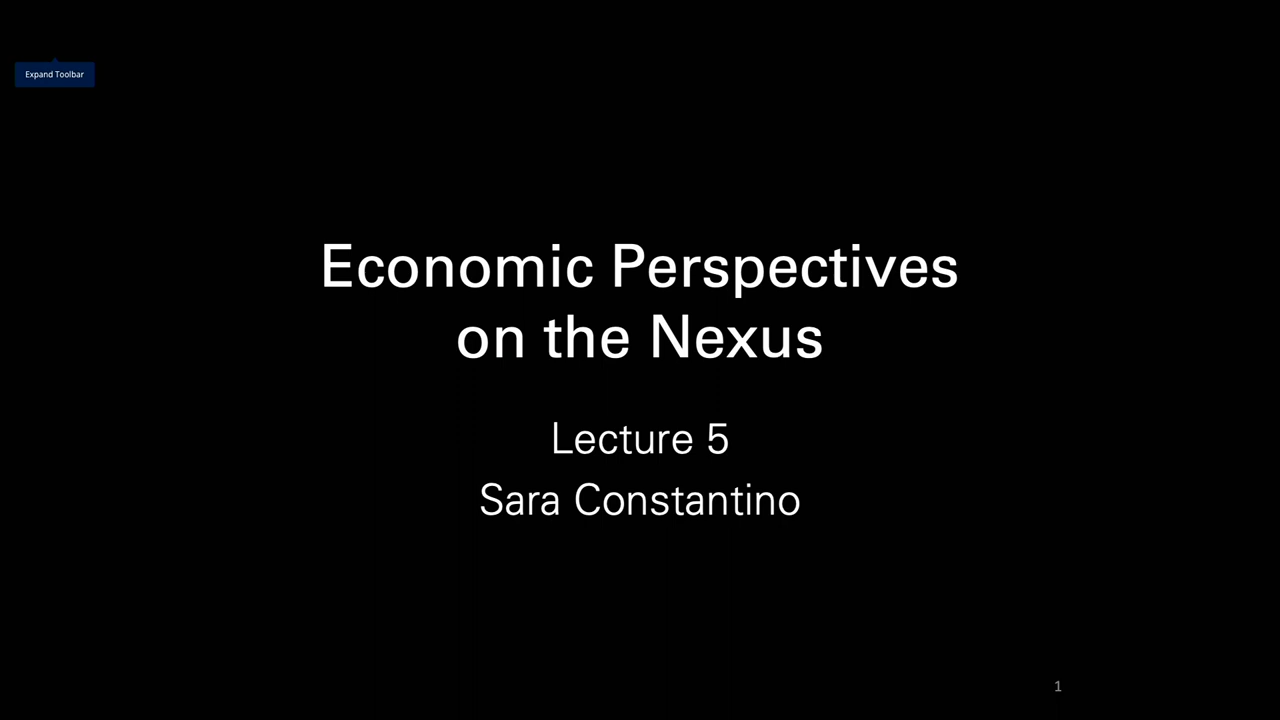 Expand Toolbar
Economic Perspectives
on the Nexus
Lecture 5
Sara Constantino
1